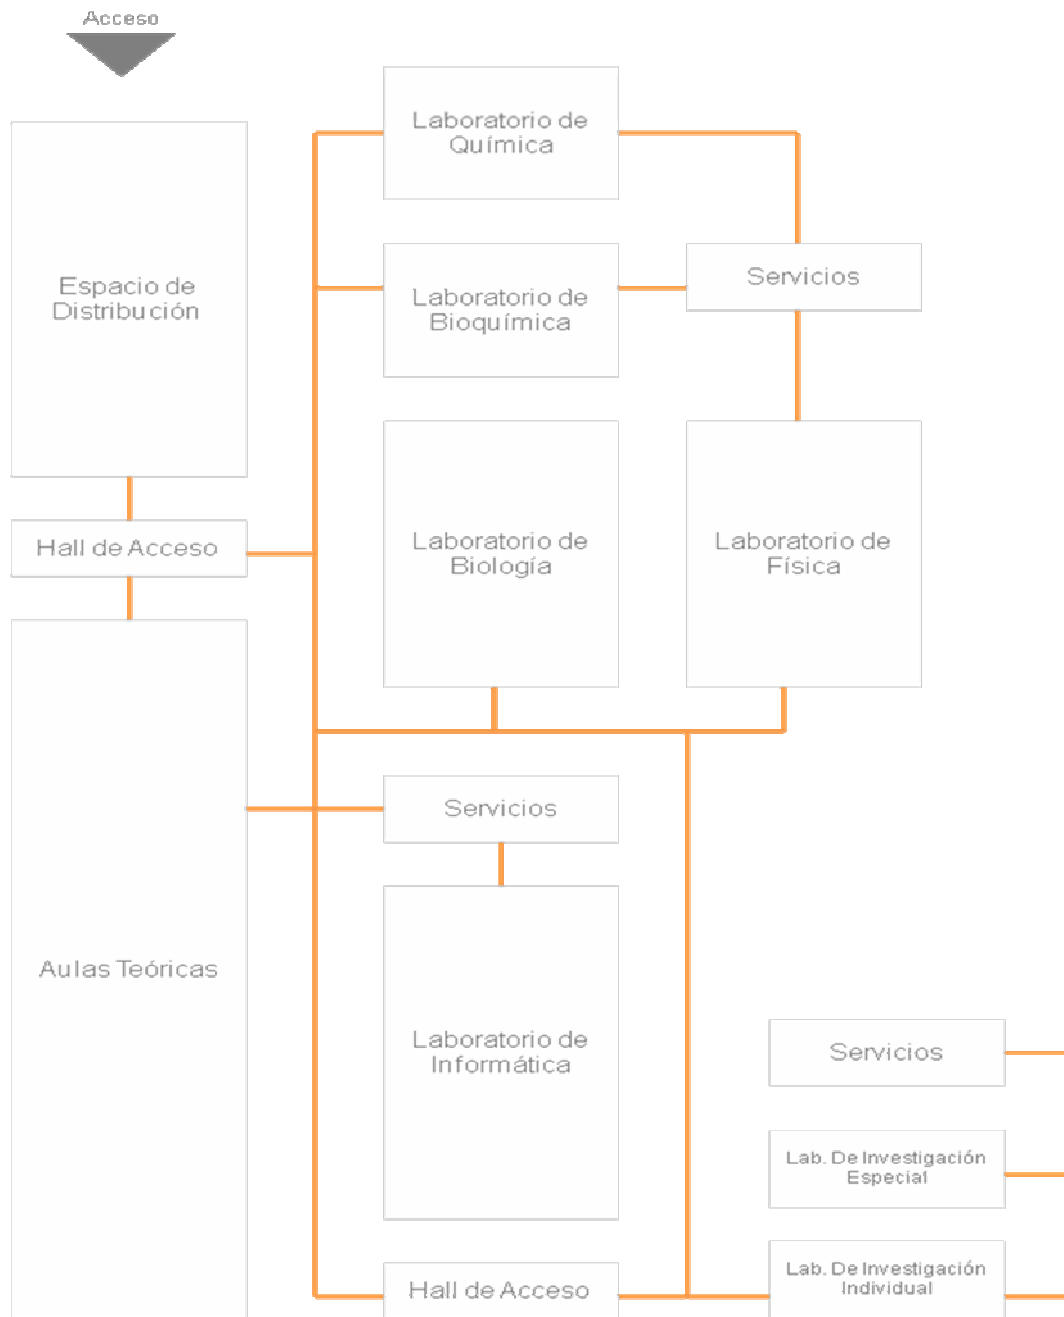 Acceso
Laboratorio de
Química
Espacio de
Distribución
Laboratorio de
Bioquímica
Servicios
Hall de Acceso
Laboratorio de
Biología
Laboratorio de
Física
Servicios
Aulas Teóricas
Laboratorio de
Informática
Servicios
Lab. De Investigación
Especial
Hall de Acceso
Lab. De Investigación
Individual